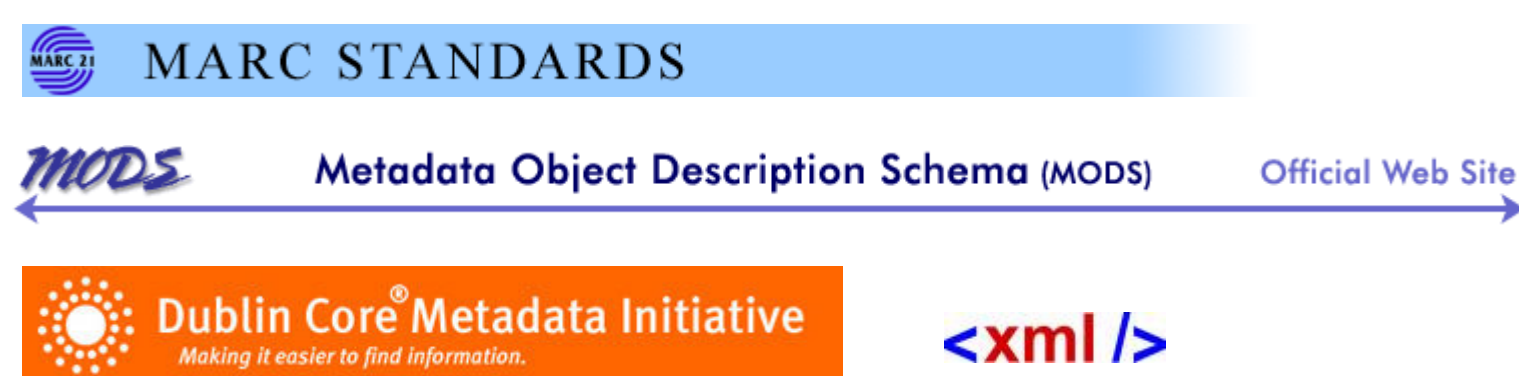 MARC 21 MARC STANDARDS
MODS Metadata Object Description Schema (MODS) Official Web Site
Dublin Core® Metadata Initiative
Making it easier to find information.
<xml />